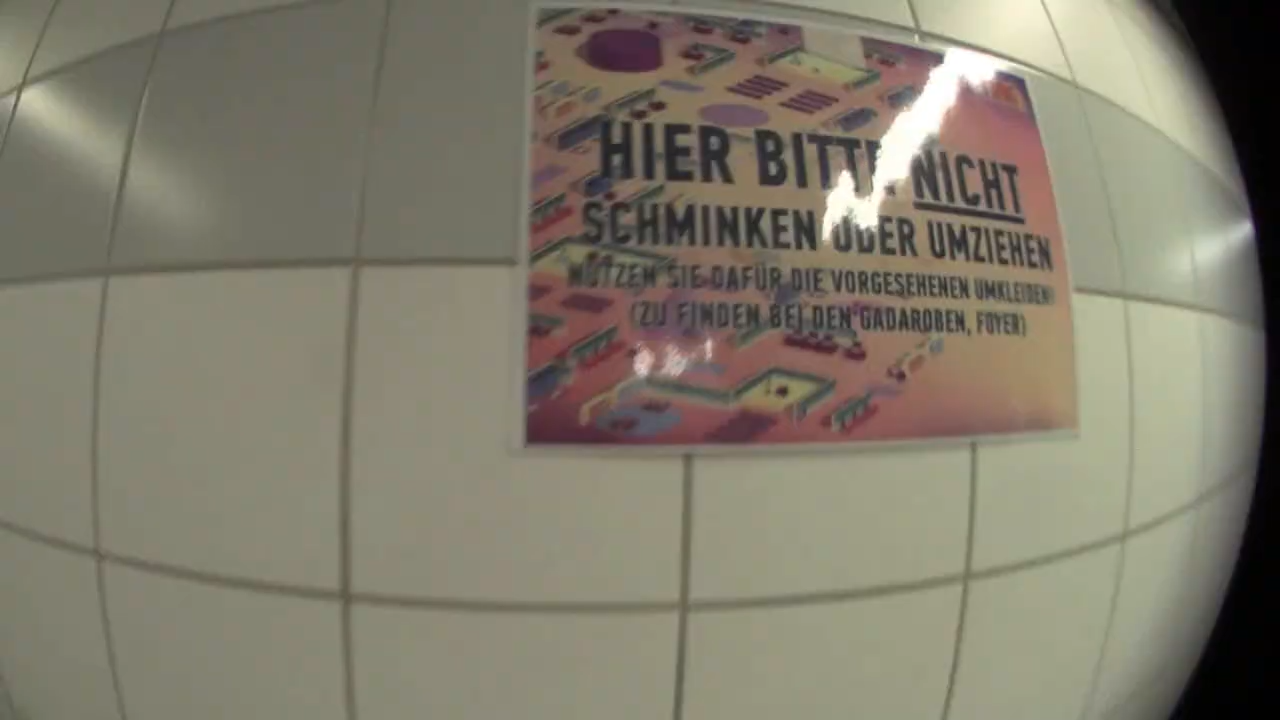 HIER BITTE NICHT
SCHMINKEN ODER UMZIEHEN
NUTZEN SIE DAFÜR DIE VORGESEHENEN UMKLEIDEN
(ZU FINDEN BEI DEN GADAROBEN, FOYER)